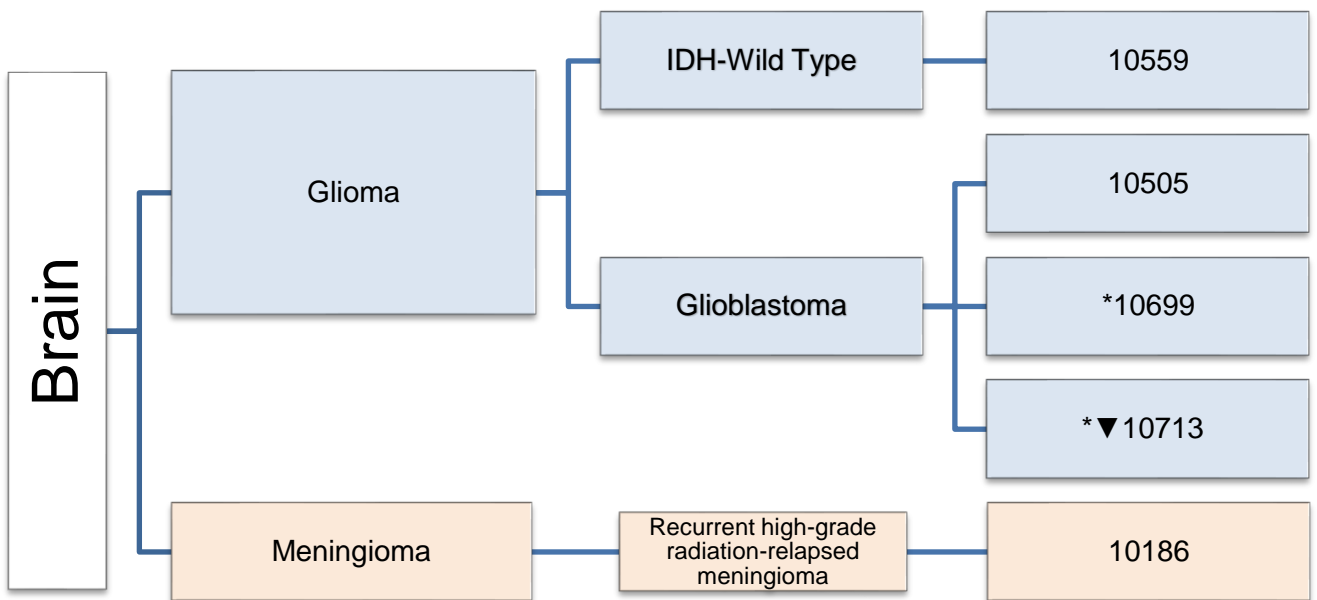 Brain
Glioma
IDH-Wild Type
10559
10505
Glioblastoma
*10699
*▼10713
Meningioma
Recurrent high-grade
radiation-relapsed
meningioma
10186